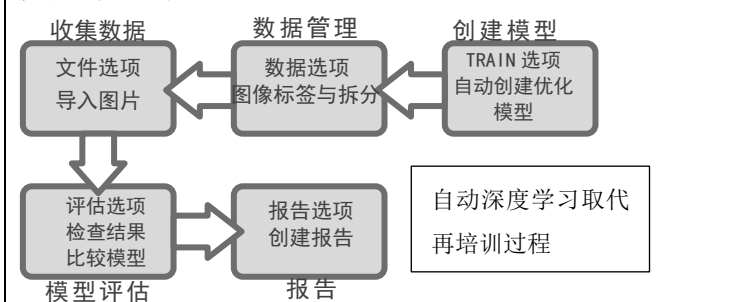 收集数据
数据管理
创建模型
文件选项
导入图片
数据选项
图像标签与拆分
TRAIN 选项
自动创建优化
模型
评估选项
检查结果
比较模型
模型评估
报告选项
创建报告
报告
自动深度学习取代
再培训过程